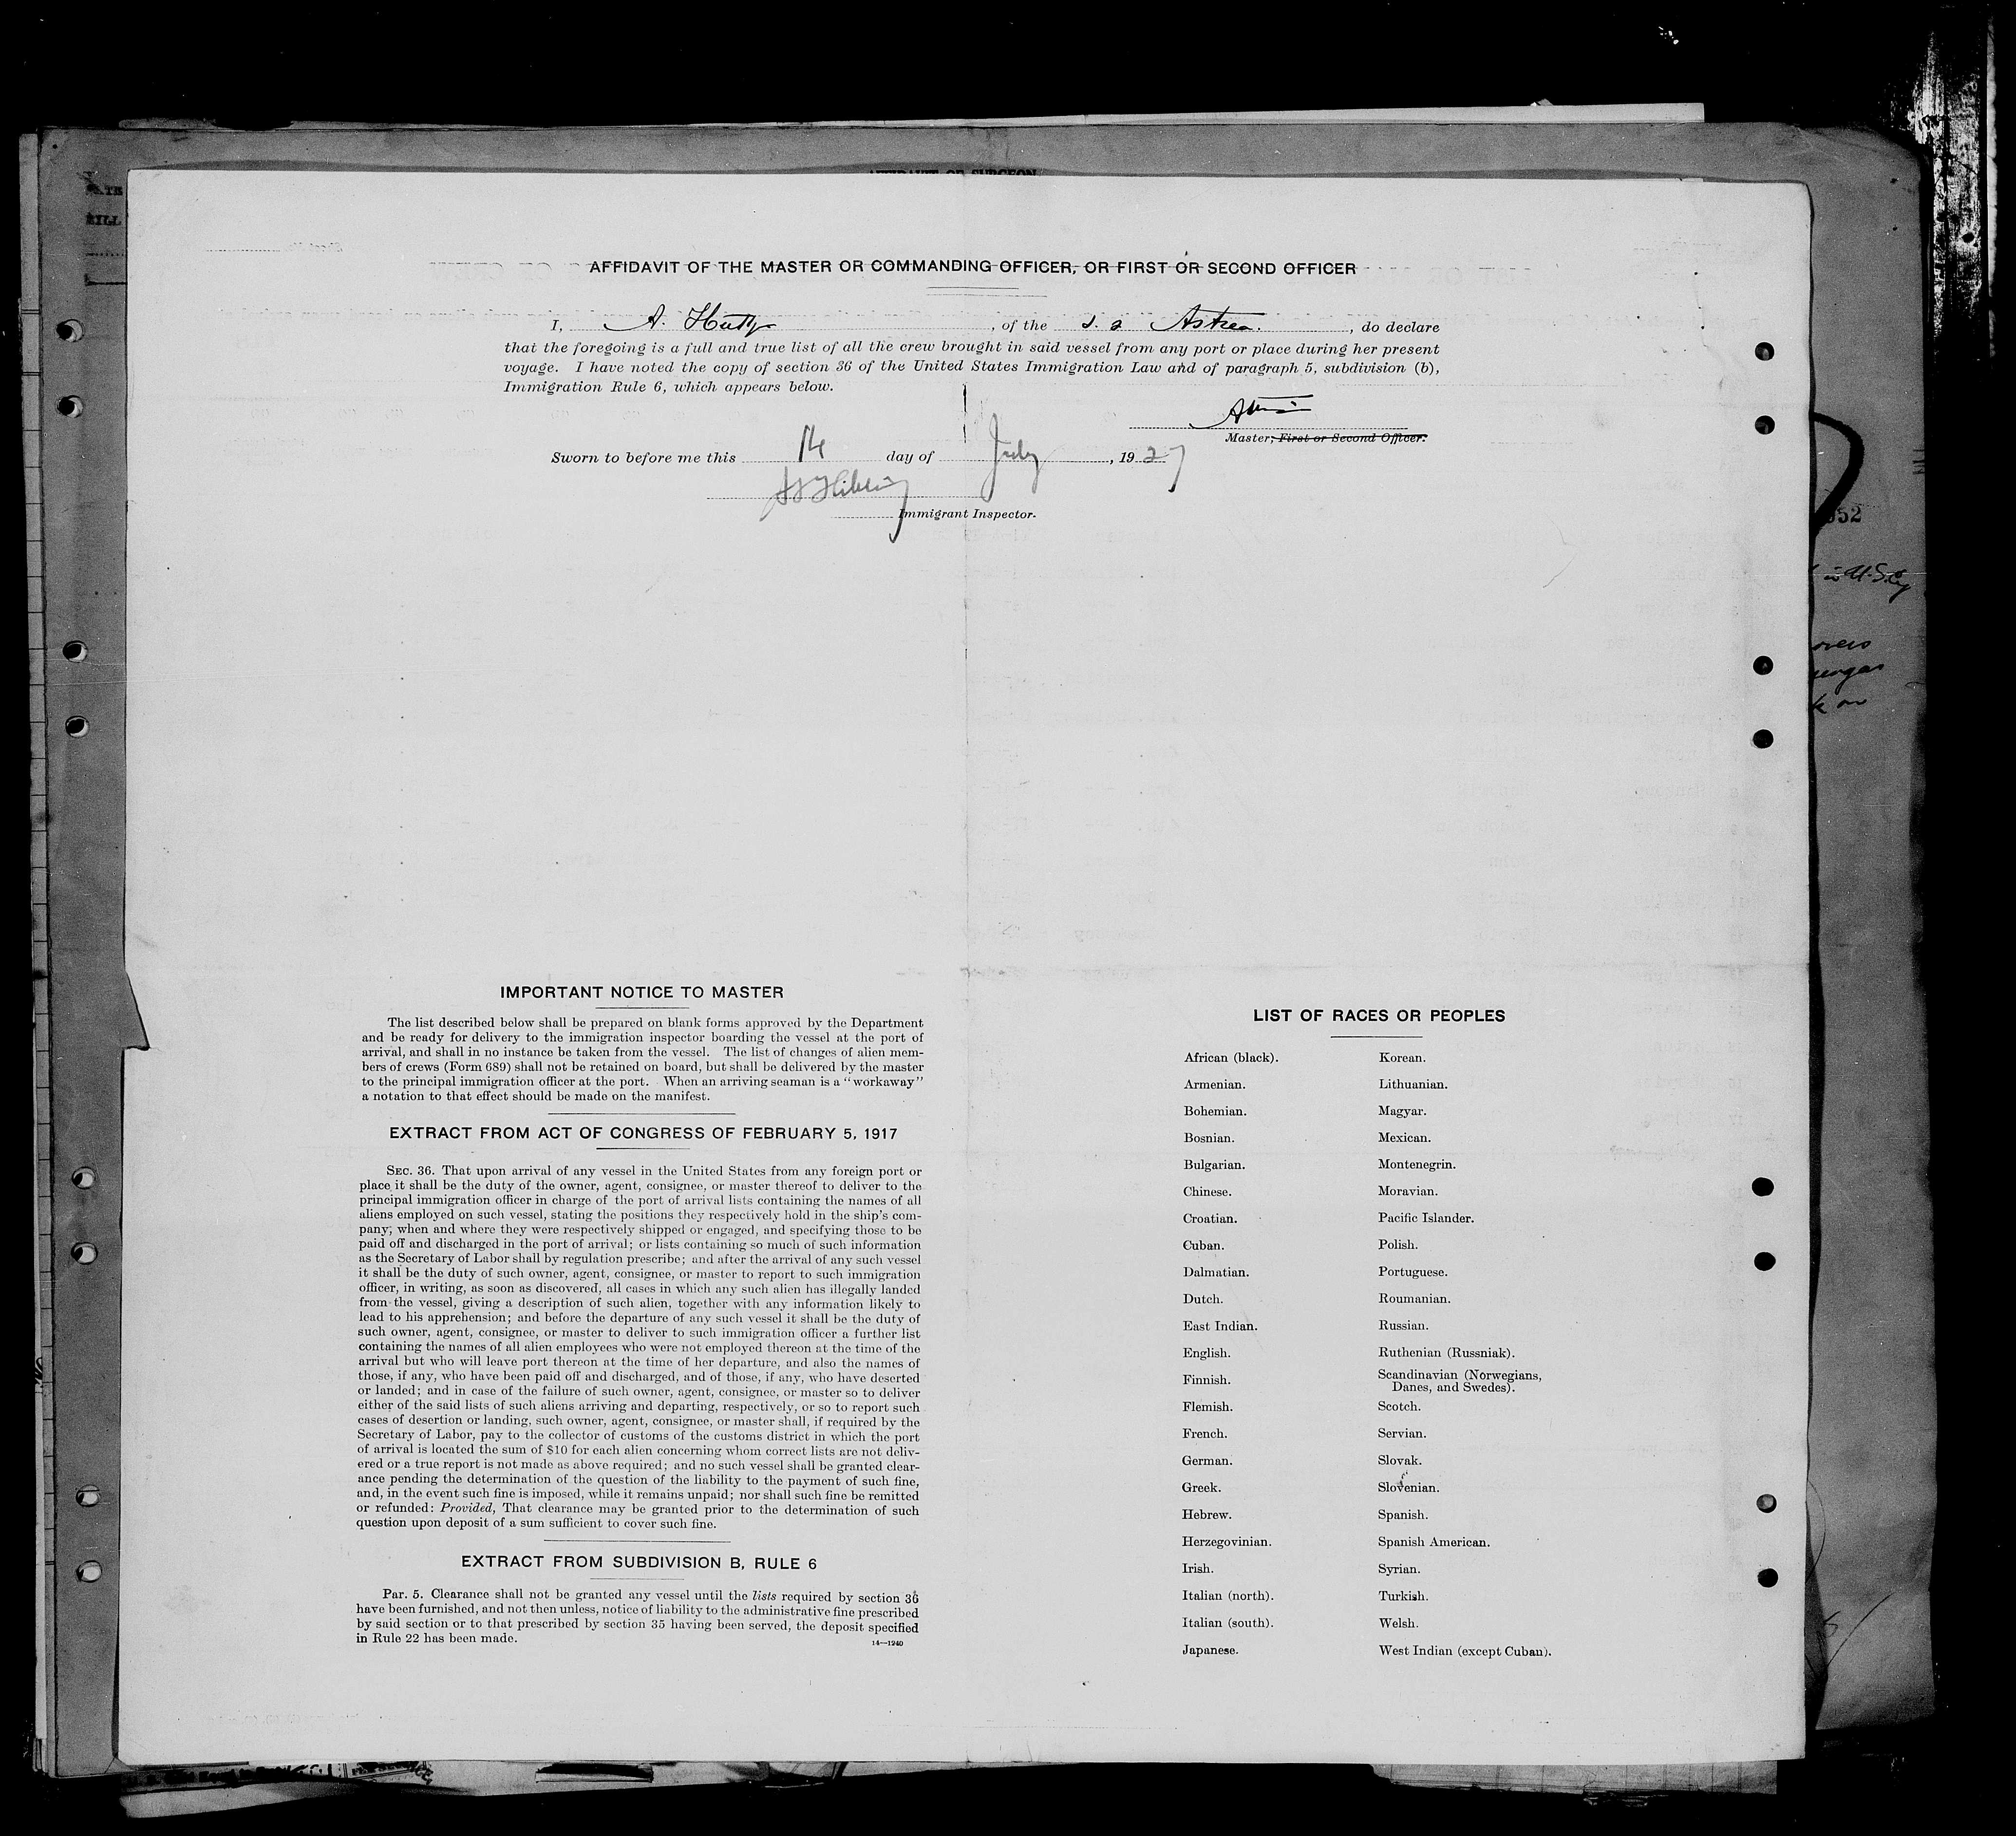 AFFIDAVIT OF SURGEON
AFFIDAVIT OF THE MASTER OR COMMANDING OFFICER, OR FIRST OR SECOND OFFICER
I, A. , of the S. S Astrea. , do declare
that the foregoing is a full and true list of all the crew brought in said vessel from any port or place during her present
voyage. I have noted the copy of section 36 of the United States Immigration Law and of paragraph 5, subdivision (b),
Immigration Rule 6, which appears below.
Master, First or Second Officer.
Sworn to before me this 14 day of July , 1927
Immigrant Inspector.
IMPORTANT NOTICE TO MASTER
The list described below shall be prepared on blank forms approved by the Department
and be ready for delivery to the immigration inspector boarding the vessel at the port of
arrival, and shall in no instance be taken from the vessel. The list of changes of alien mem-
bers of crews (Form 689) shall not be retained on board, but shall be delivered by the master
to the principal immigration officer at the port. When an arriving seaman is a "workaway"
a notation to that effect should be made on the manifest.
EXTRACT FROM ACT OF CONGRESS OF FEBRUARY 5, 1917
SEC. 36. That upon arrival of any vessel in the United States from any foreign port or
place it shall be the duty of the owner, agent, consignee, or master thereof to deliver to the
principal immigration officer in charge of the port of arrival lists containing the names of all
aliens employed on such vessel, stating the positions they respectively hold in the ship's com-
pany, when and where they were respectively shipped or engaged, and specifying those to be
paid off and discharged in the port of arrival; or lists containing so much of such information
as the Secretary of Labor shall by regulation prescribe; and after the arrival of any such vessel
it shall be the duty of such owner, agent, consignee, or master to report to such immigration
officer, in writing, as soon as discovered, all cases in which any such alien has illegally landed
from the vessel, giving a description of such alien, together with any information likely to
lead to his apprehension; and before the departure of any such vessel it shall be the duty of
such owner, agent, consignee, or master to deliver to such immigration officer a further list
containing the names of all alien employees who were not employed thereon at the time of the
arrival but who will leave port thereon at the time of her departure, and also the names of
those, if any, who have been paid off and discharged, and of those, if any, who have deserted
or landed; and in case of the failure of such owner, agent, consignee, or master so to deliver
either of the said lists of such aliens arriving and departing, respectively, or so to report such
cases of desertion or landing, such owner, agent, consignee, or master shall, if required by the
Secretary of Labor, pay to the collector of customs of the customs district in which the port
of arrival is located the sum of $10 for each alien concerning whom correct lists are not deliv-
ered or a true report is not made as above required; and no such vessel shall be granted clear-
ance pending the determination of the question of the liability to the payment of such fine,
and, in the event such fine is imposed, while it remains unpaid; nor shall such fine be remitted
or refunded: Provided, That clearance may be granted prior to the determination of such
question upon deposit of a sum sufficient to cover such fine.
EXTRACT FROM SUBDIVISION B, RULE 6
Par. 5. Clearance shall not be granted any vessel until the lists required by section 36
have been furnished, and not then unless, notice of liability to the administrative fine prescribed
by said section or to that prescribed by section 35 having been served, the deposit specified
in Rule 22 has been made.
14—1240
LIST OF RACES OR PEOPLES
African (black).
Armenian.
Bohemian.
Bosnian.
Bulgarian.
Chinese.
Croatian.
Cuban.
Dalmatian.
Dutch.
East Indian.
English.
Finnish.
Flemish.
French.
German.
Greek.
Hebrew.
Herzegovinian.
Irish.
Italian (north).
Italian (south).
Japanese.
Korean.
Lithuanian.
Magyar.
Mexican.
Montenegrin.
Moravian.
Pacific Islander.
Polish.
Portuguese.
Roumanian.
Russian.
Ruthenian (Russniak).
Scandinavian (Norwegians,
Danes, and Swedes).
Scotch.
Servian.
Slovak.
Slovenian.
Spanish.
Spanish American.
Syrian.
Turkish.
Welsh.
West Indian (except Cuban).